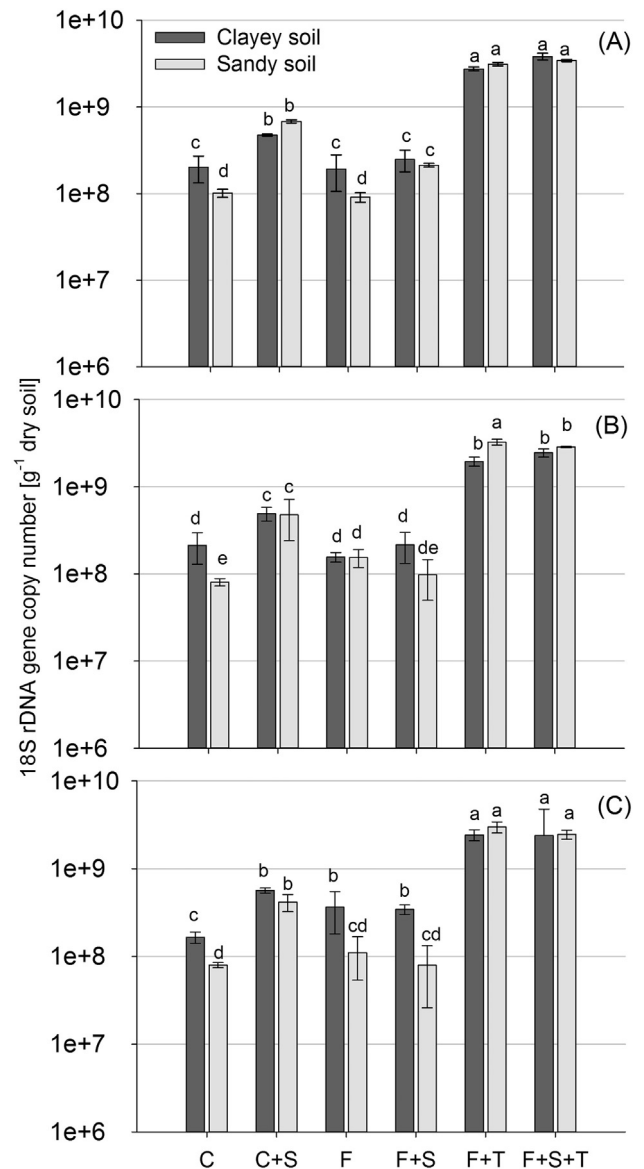 1e+10
Clayey soil
Sandy soil
(A)
a a a a
1e+9
b b
c d c d c c
1e+8
1e+7
1e+6
18S rDNA gene copy number [g⁻¹ dry soil]
1e+10
(B)
b a b b
1e+9
c c
d e d d d de
1e+8
1e+7
1e+6
1e+10
(C)
a a a a
1e+9
b b b b
c d cd cd
1e+8
1e+7
1e+6
C C+S F F+S F+T F+S+T